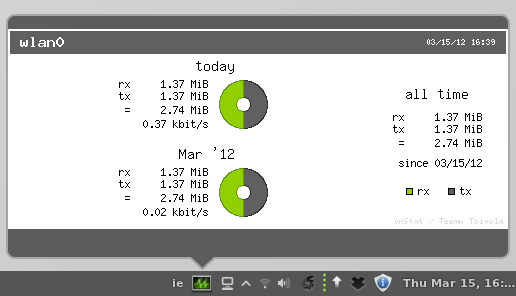 wlan0 03/15/12 16:39
today
rx 1.37 MiB
tx 1.37 MiB
= 2.74 MiB
0.37 kbit/s
Mar '12
rx 1.37 MiB
tx 1.37 MiB
= 2.74 MiB
0.02 kbit/s
all time
rx 1.37 MiB
tx 1.37 MiB
= 2.74 MiB
since 03/15/12
rx tx
vnStat / Teemu Toivola
ie Thu Mar 15, 16:...